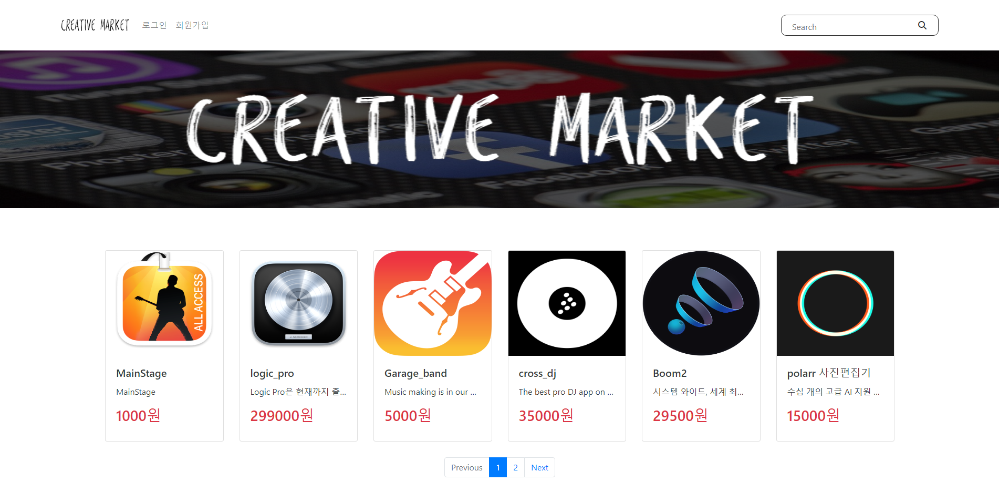 CREATIVE MARKET 로그인 회원가입 Search
CREATIVE MARKET
Phoster
Instagram
Facebook
Twitter
ALL ACCESS
J. Appleseed
MainStage
MainStage
1000원
logic_pro
Logic Pro은 현재까지 출...
299000원
Garage_band
Music making is in our ...
5000원
cross_dj
The best pro DJ app on ...
35000원
Boom2
시스템 와이드, 세계 최...
29500원
polarr 사진편집기
수십 개의 고급 AI 지원 ...
15000원
Previous 1 2 Next